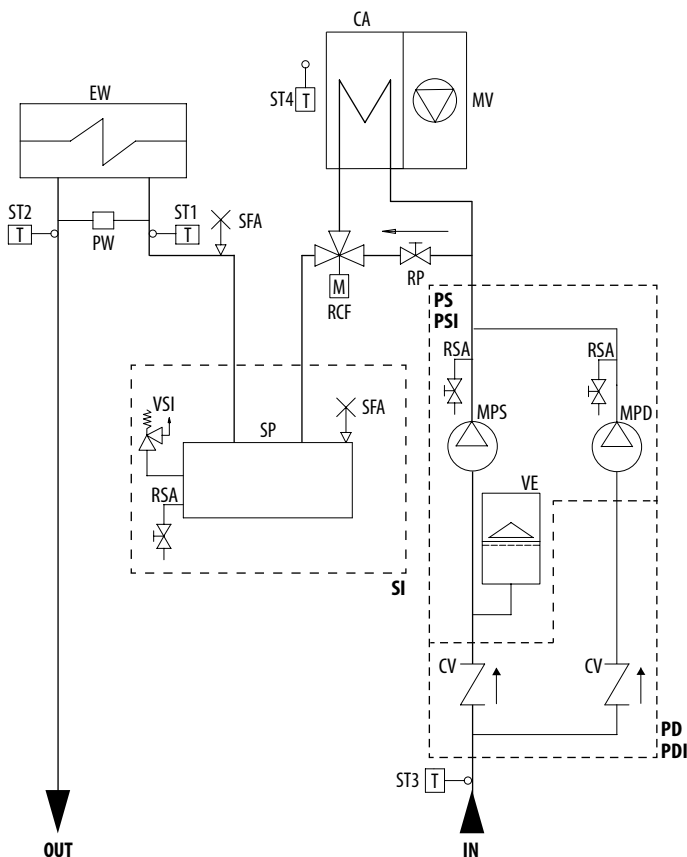 CA
EW
ST4 T
MV
ST2
T
PW
ST1
T
SFA
M
RCF
RP
PS
PSI
RSA
RSA
MPS
MPD
VSI
SFA
SP
RSA
VE
SI
CV
CV
PD
PDI
ST3 T
OUT
IN